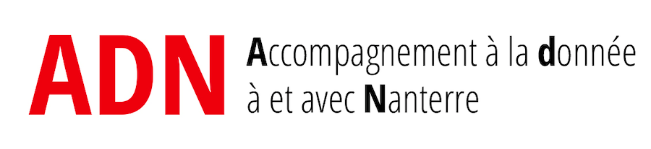 ADN
Accompagnement à la donnée
à et avec Nanterre